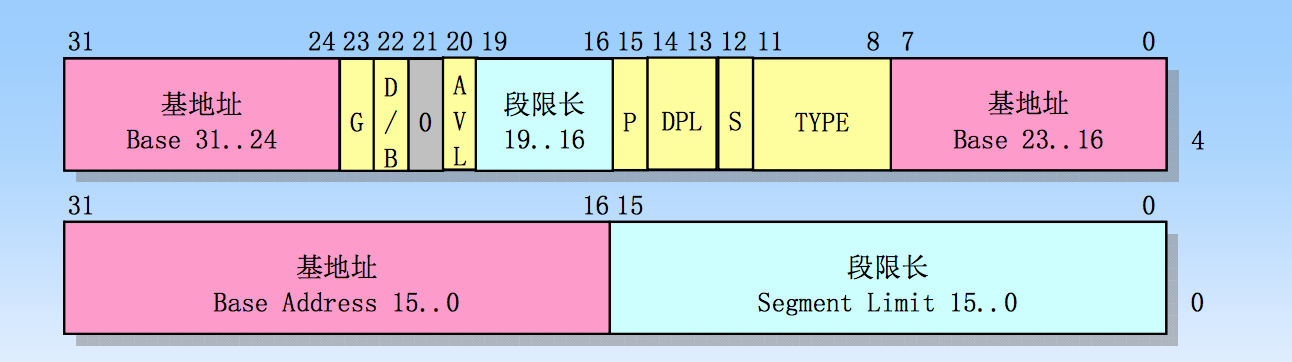 31 24 23 22 21 20 19 16 15 14 13 12 11 8 7 0
基地址
Base 31..24
G
D
/
B
0
A
V
L
段限长
19..16
P
DPL
S
TYPE
基地址
Base 23..16
4
31 16 15 0
基地址
Base Address 15..0
段限长
Segment Limit 15..0
0